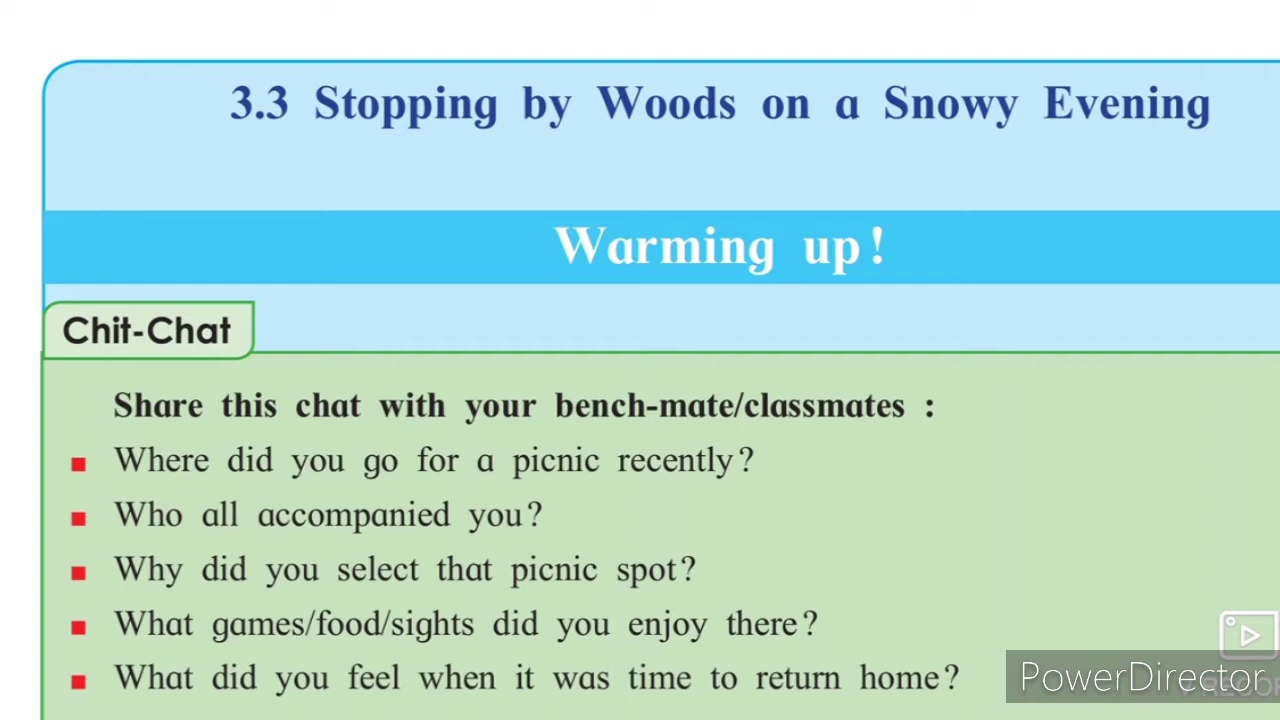 3.3 Stopping by Woods on a Snowy Evening
Warming up!
Chit-Chat
Share this chat with your bench-mate/classmates :
Where did you go for a picnic recently?
Who all accompanied you?
Why did you select that picnic spot?
What games/food/sights did you enjoy there?
What did you feel when it was time to return home?
PowerDirector